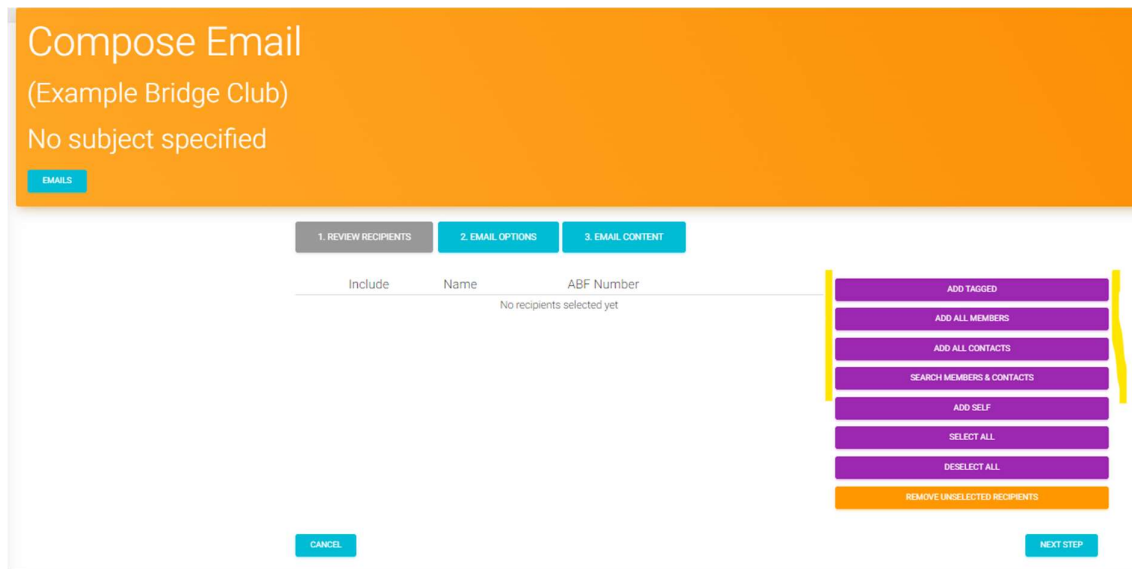 Compose Email
(Example Bridge Club)
No subject specified
EMAILS
1. REVIEW RECIPIENTS 2. EMAIL OPTIONS 3. EMAIL CONTENT
Include Name ABF Number
No recipients selected yet
ADD TAGGED
ADD ALL MEMBERS
ADD ALL CONTACTS
SEARCH MEMBERS & CONTACTS
ADD SELF
SELECT ALL
DESELECT ALL
REMOVE UNSELECTED RECIPIENTS
CANCEL NEXT STEP